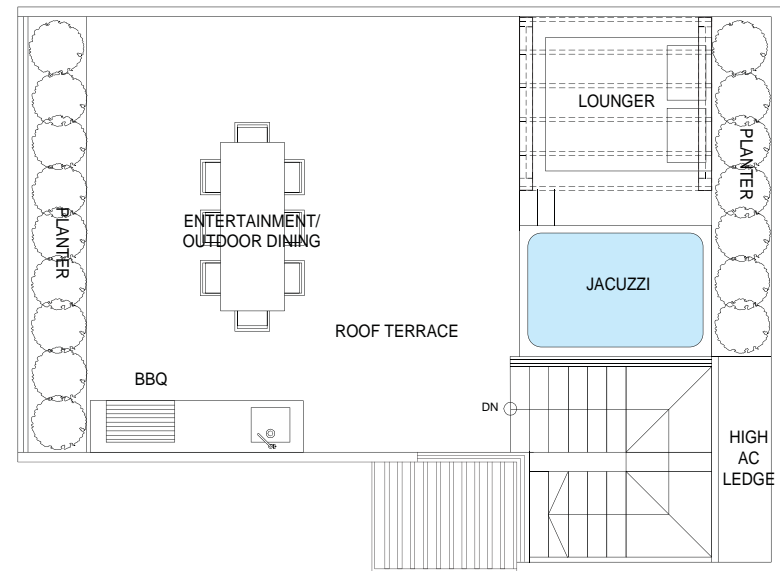 LOUNGER
PLANTER
PLANTER
ENTERTAINMENT/
OUTDOOR DINING
JACUZZI
ROOF TERRACE
BBQ
DN
HIGH
AC
LEDGE